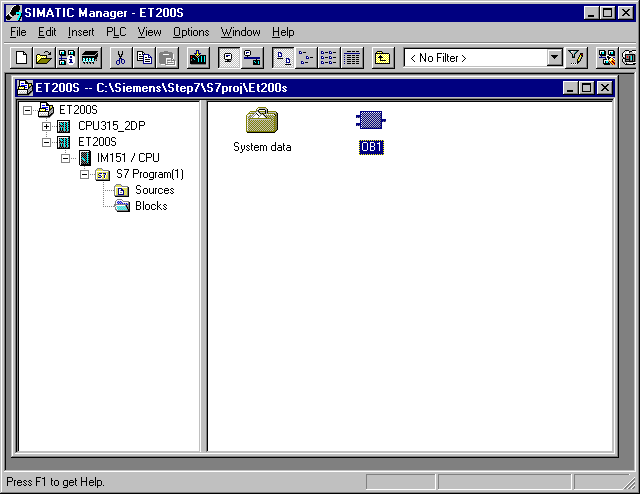 SIMATIC Manager - ET200S
File Edit Insert PLC View Options Window Help
< No Filter >
ET200S -- C:\Siemens\Step7\S7proj\Et200s
ET200S
CPU315_2DP
ET200S
IM151 / CPU
S7 Program(1)
Sources
Blocks
System data
OB1
Press F1 to get Help.